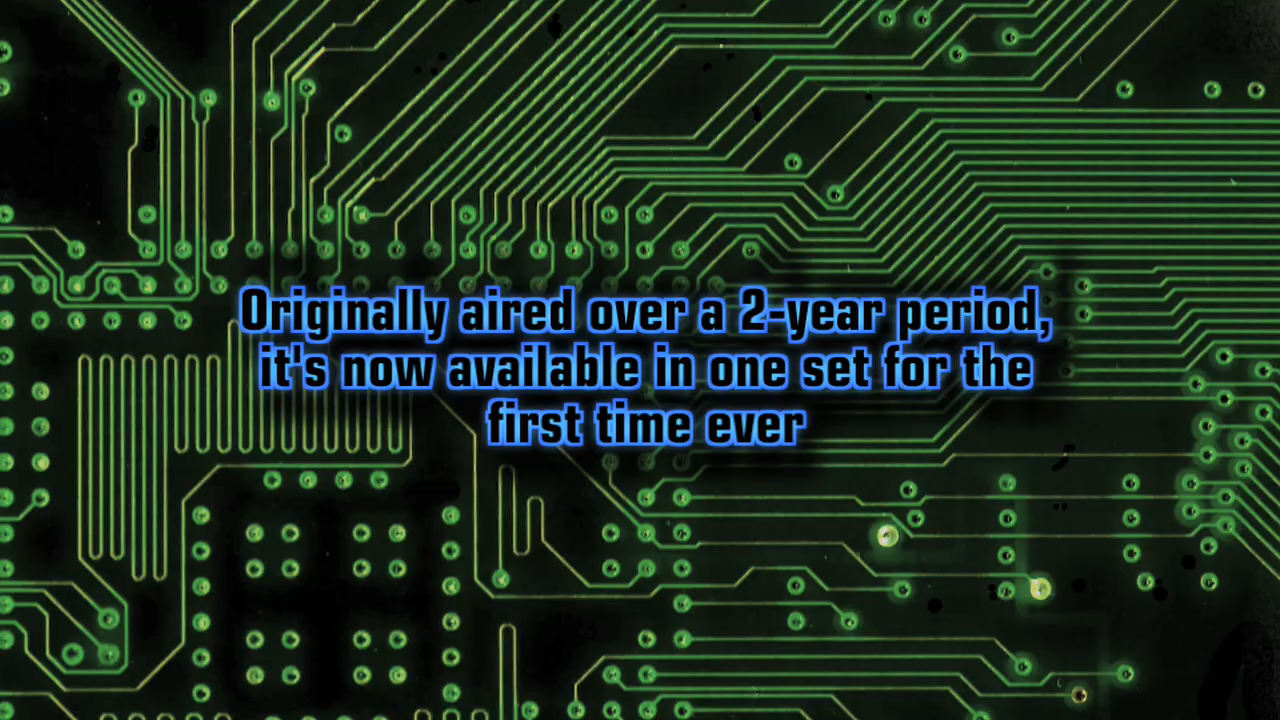 Originally aired over a 2-year period,
it's now available in one set for the
first time ever